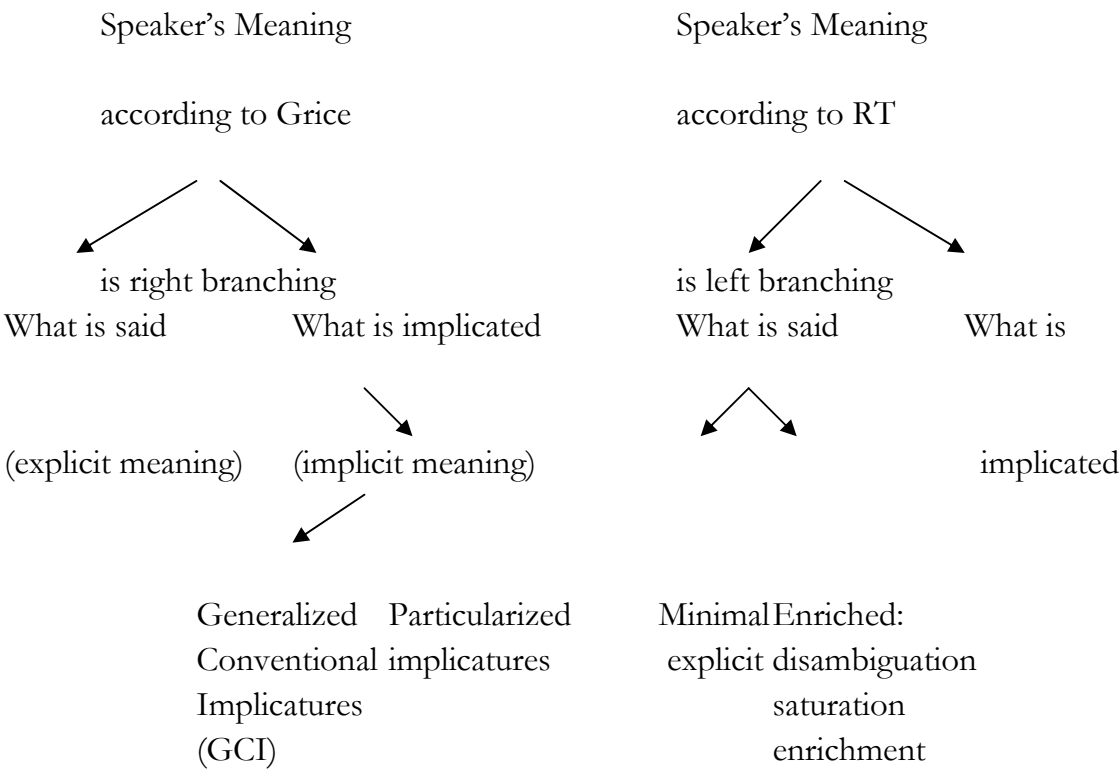 Speaker’s Meaning Speaker’s Meaning
according to Grice according to RT
is right branching is left branching
What is said What is implicated What is said What is
(explicit meaning) (implicit meaning) implicated
Generalized Particularized Minimal Enriched:
Conventional implicatures explicit disambiguation
Implicatures saturation
(GCI) enrichment